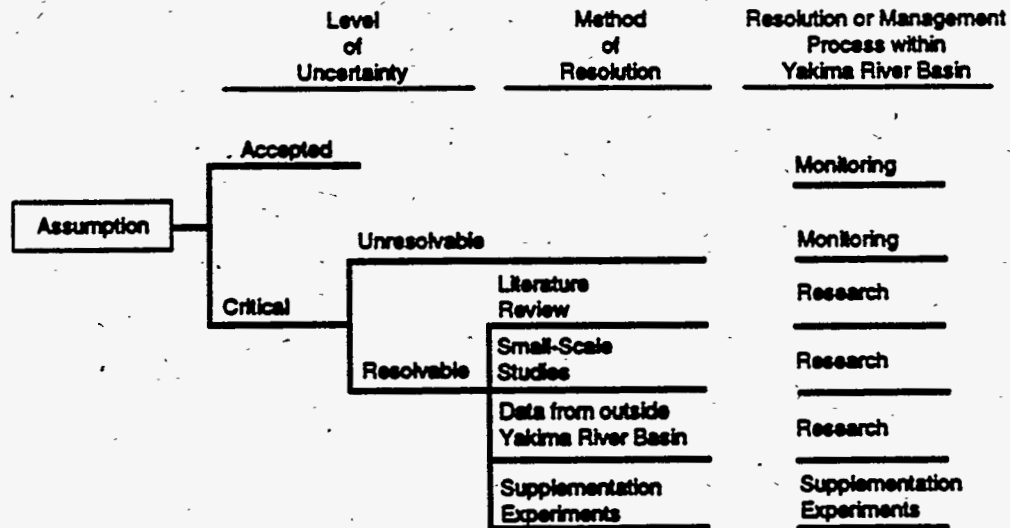 Level
of
Uncertainty
Method
of
Resolution
Resolution or Management
Process within
Yakima River Basin
Accepted
Monitoring
Assumption
Unresolvable
Monitoring
Critical
Literature
Review
Research
Resolvable
Small-Scale
Studies
Research
Data from outside
Yakima River Basin
Research
Supplementation
Experiments
Supplementation
Experiments